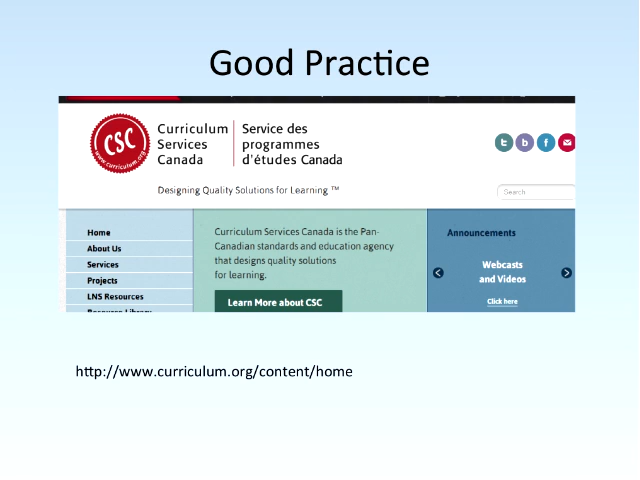 Good Practice
CSC
www.curriculum.org
Curriculum
Services
Canada
Service des
programmes
d'études Canada
t b f
Designing Quality Solutions for Learning ™
Search
Home
About Us
Services
Projects
LNS Resources
Resource Library
Curriculum Services Canada is the Pan-
Canadian standards and education agency
that designs quality solutions
for learning.
Learn More about CSC
Announcements
Webcasts
and Videos
Click here
http://www.curriculum.org/content/home